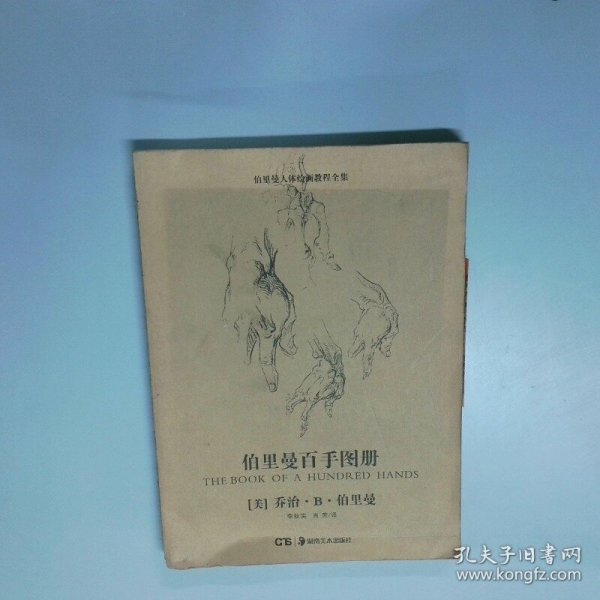 伯里曼人体绘画教程全集
伯里曼百手图册
THE BOOK OF A HUNDRED HANDS
[美] 乔治·B·伯里曼
译
湖南美术出版社
孔夫子旧书网
www.kongfz.com